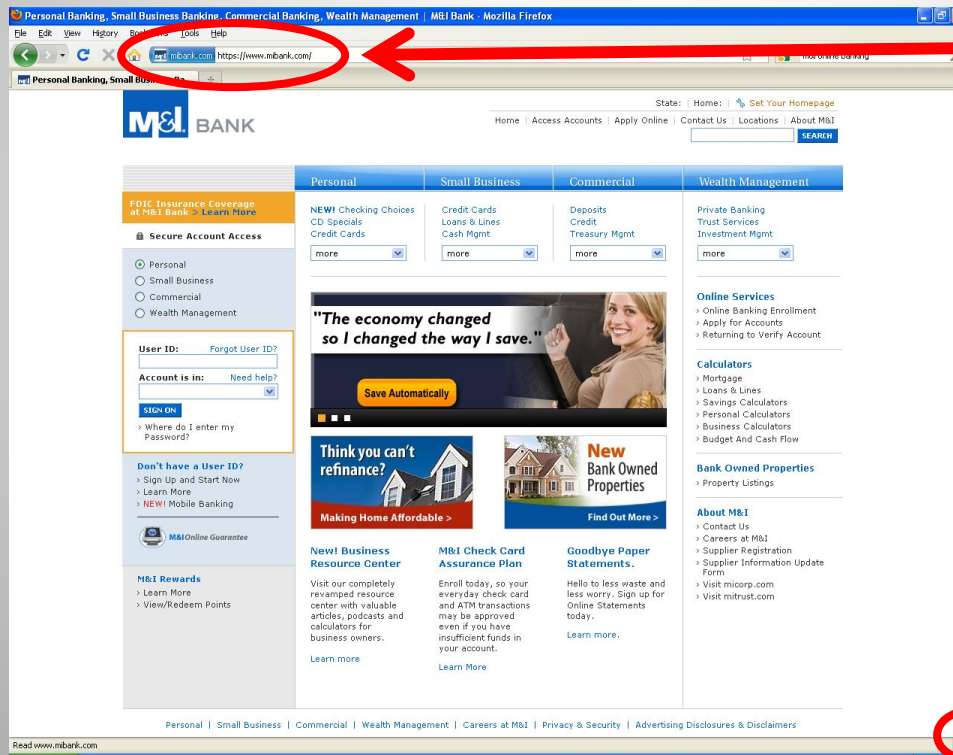 Personal Banking, Small Business Banking, Commercial Banking, Wealth Management | M&I Bank - Mozilla Firefox
File Edit View History Bookmarks Tools Help
mibank.com https://www.mibank.com/
m&i online banking
Personal Banking, Small Business Ba...
M&I BANK
State: | Home: | Set Your Homepage
Home | Access Accounts | Apply Online | Contact Us | Locations | About M&I
SEARCH
Personal
Small Business
Commercial
Wealth Management
FDIC Insurance Coverage
at M&I Bank > Learn More
Secure Account Access
Personal
Small Business
Commercial
Wealth Management
User ID: Forgot User ID?
Account is in: Need help?
SIGN ON
› Where do I enter my
Password?
Don't have a User ID?
› Sign Up and Start Now
› Learn More
› NEW! Mobile Banking
M&I Online Guarantee
M&I Rewards
› Learn More
› View/Redeem Points
NEW! Checking Choices
CD Specials
Credit Cards
more
Credit Cards
Loans & Lines
Cash Mgmt
more
Deposits
Credit
Treasury Mgmt
more
Private Banking
Trust Services
Investment Mgmt
more
"The economy changed
so I changed the way I save."
Save Automatically
Think you can't
refinance?
Making Home Affordable >
New
Bank Owned
Properties
Find Out More >
New! Business
Resource Center
Visit our completely
revamped resource
center with valuable
articles, podcasts and
calculators for
business owners.
Learn more
M&I Check Card
Assurance Plan
Enroll today, so your
everyday check card
and ATM transactions
may be approved
even if you have
insufficient funds in
your account.
Learn More
Goodbye Paper
Statements.
Hello to less waste and
less worry. Sign up for
Online Statements
today.
Learn more.
Online Services
› Online Banking Enrollment
› Apply for Accounts
› Returning to Verify Account
Calculators
› Mortgage
› Loans & Lines
› Savings Calculators
› Personal Calculators
› Business Calculators
› Budget And Cash Flow
Bank Owned Properties
› Property Listings
About M&I
› Contact Us
› Careers at M&I
› Supplier Registration
› Supplier Information Update
Form
› Visit micorp.com
› Visit mitrust.com
Personal | Small Business | Commercial | Wealth Management | Careers at M&I | Privacy & Security | Advertising Disclosures & Disclaimers
Read www.mibank.com